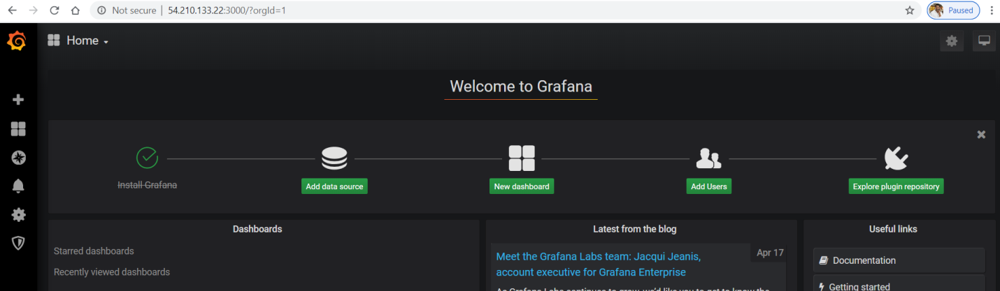 Not secure | 54.210.133.22:3000/?orgId=1
Paused
Home
Welcome to Grafana
Install Grafana
Add data source
New dashboard
Add Users
Explore plugin repository
Dashboards
Starred dashboards
Recently viewed dashboards
Latest from the blog
Meet the Grafana Labs team: Jacqui Jeanis,
account executive for Grafana Enterprise
Apr 17
As Grafana Labs continues to grow, we'd like you to get to know the
Useful links
Documentation
Getting started